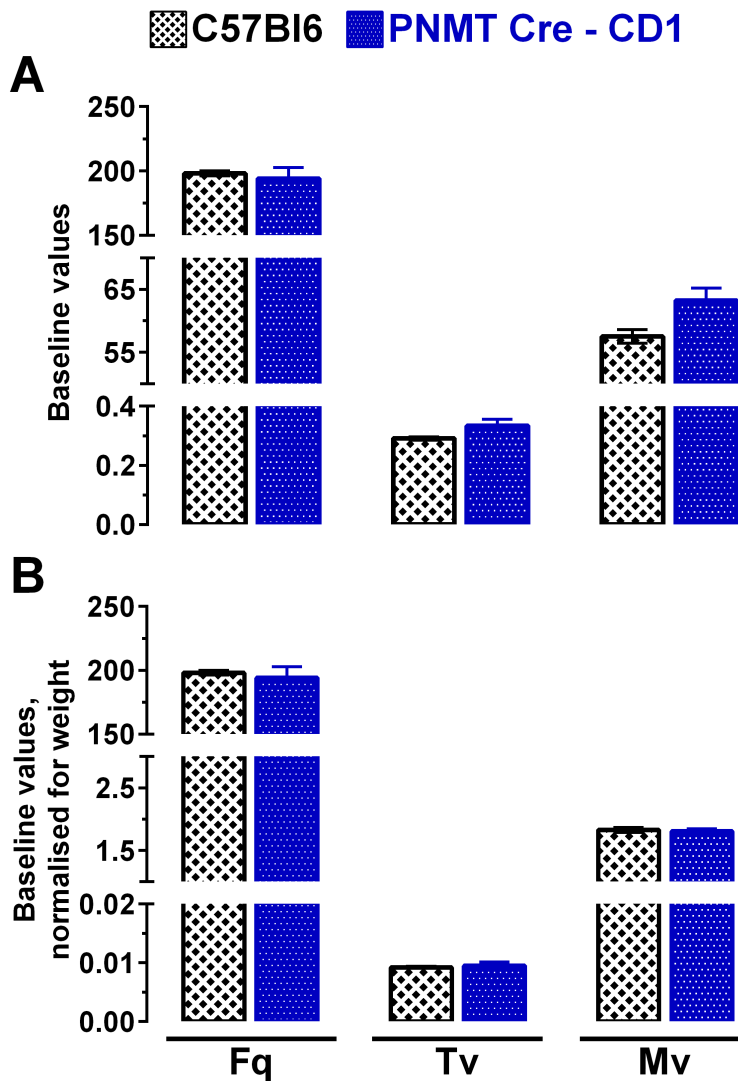 C57Bl6 PNMT Cre - CD1
A
250
200
150
65
55
0.4
0.2
0.0
Baseline values
B
250
200
150
2.5
1.5
0.02
0.01
0.00
Baseline values,
normalised for weight
Fq Tv Mv